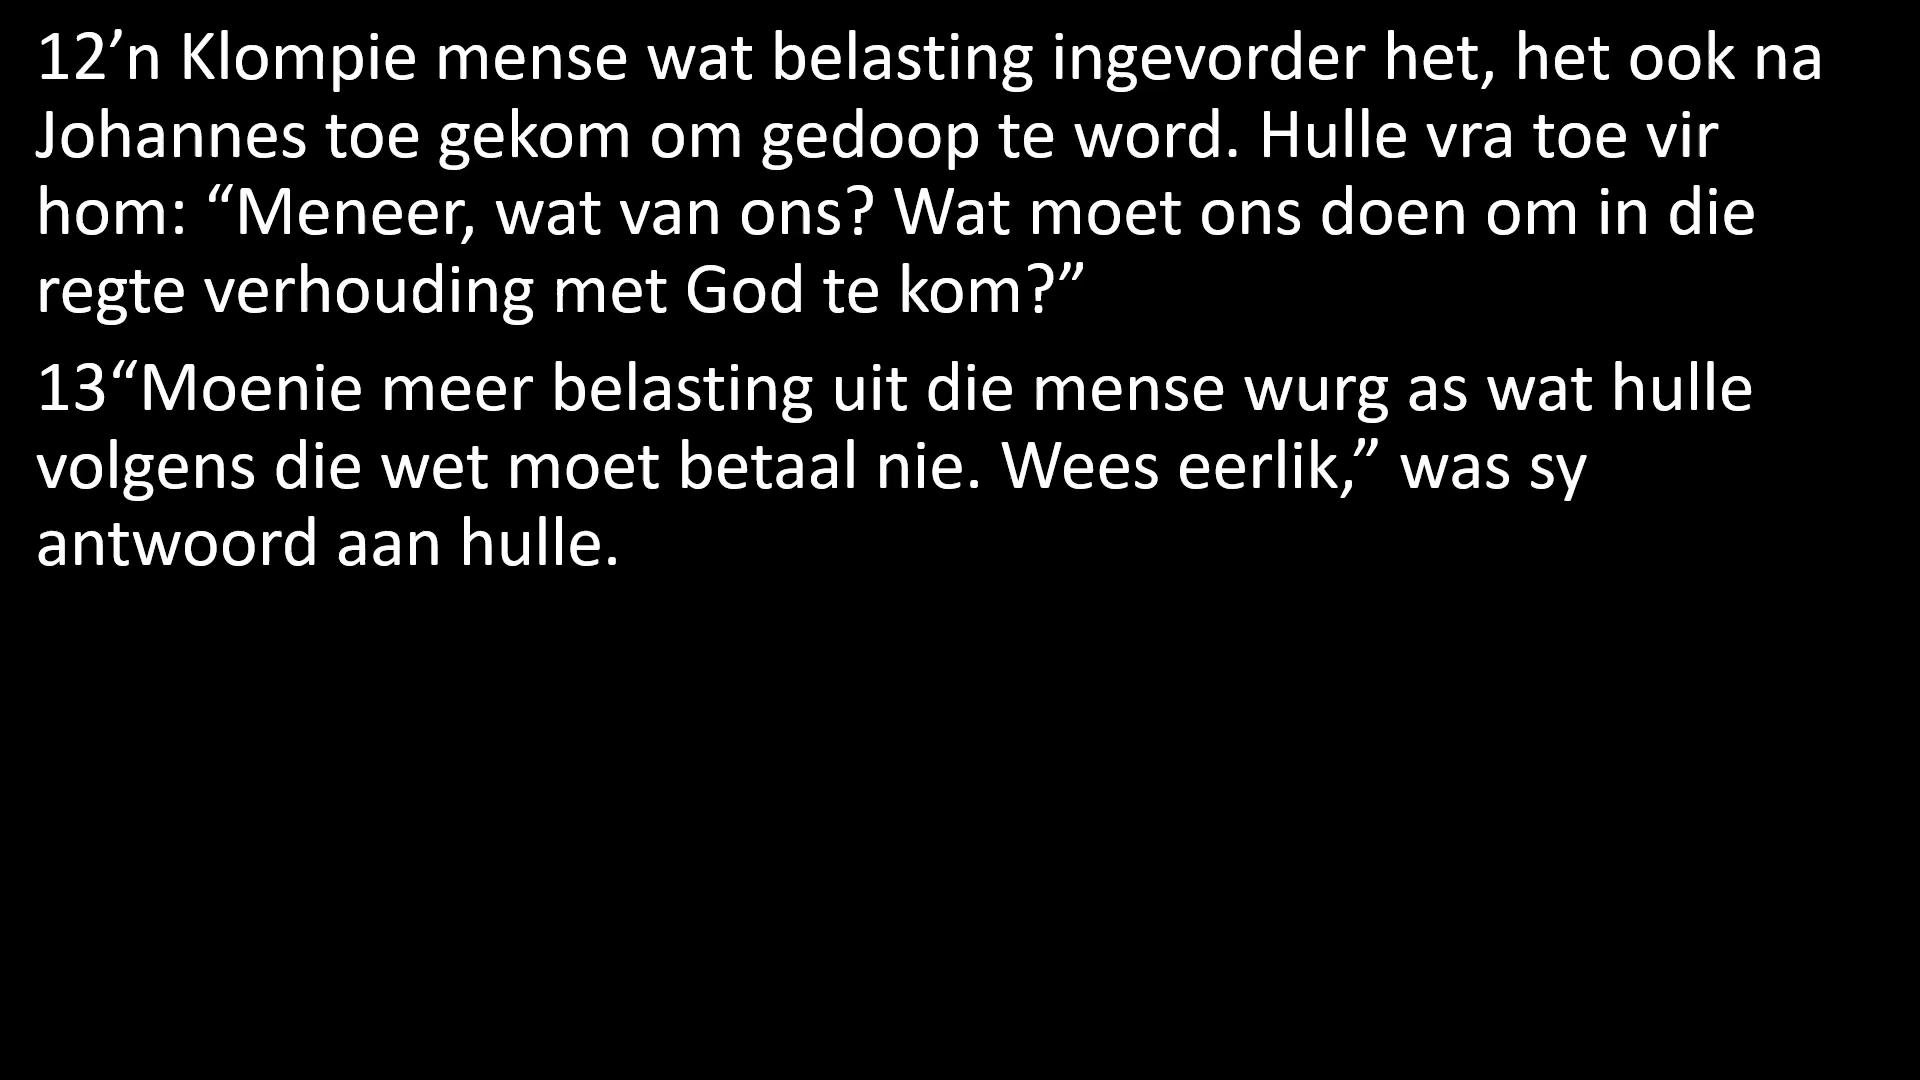 12’n Klompie mense wat belasting ingevorder het, het ook na
Johannes toe gekom om gedoop te word. Hulle vra toe vir
hom: “Meneer, wat van ons? Wat moet ons doen om in die
regte verhouding met God te kom?”
13“Moenie meer belasting uit die mense wurg as wat hulle
volgens die wet moet betaal nie. Wees eerlik,” was sy
antwoord aan hulle.